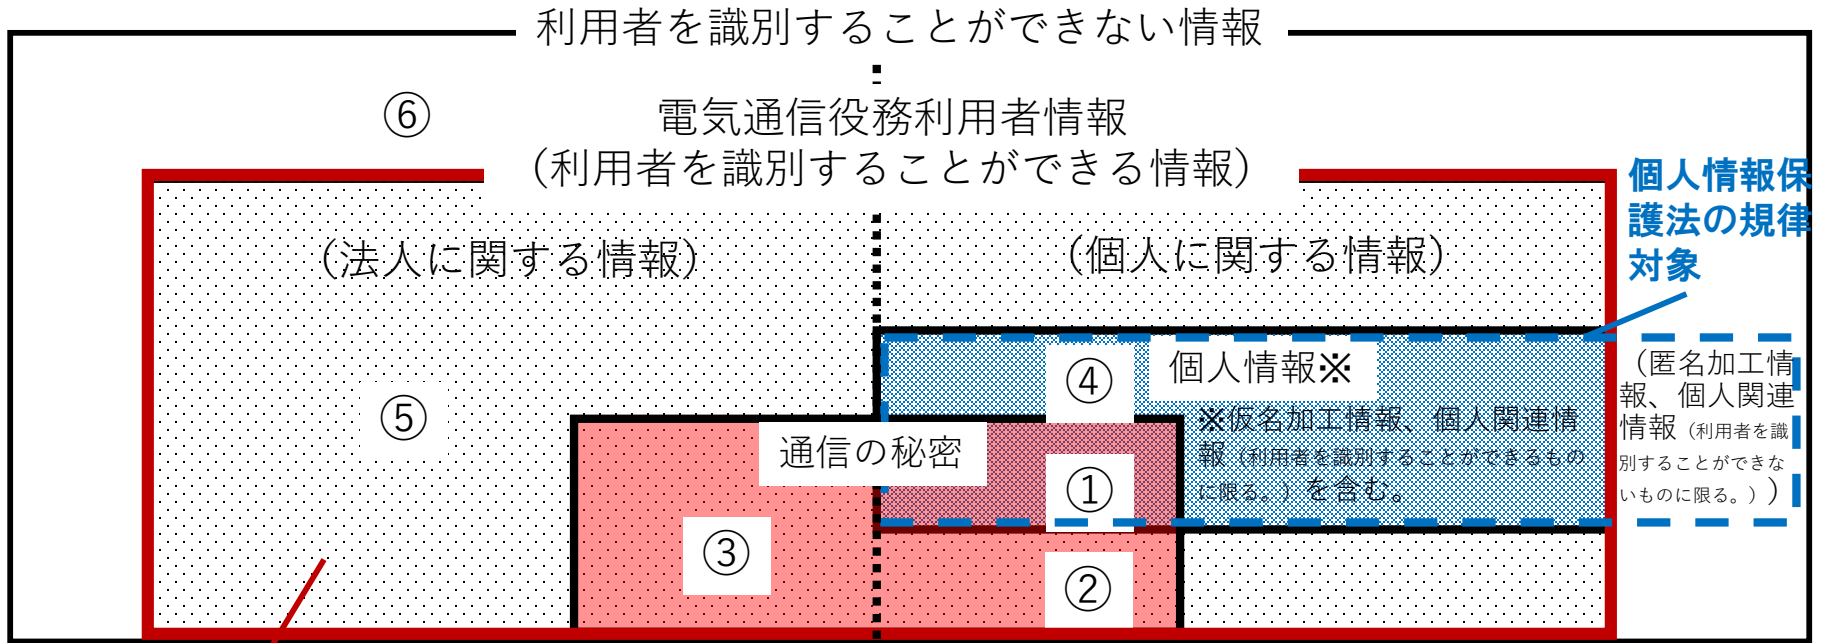 利用者を識別することができない情報
⑥
電気通信役務利用者情報
(利用者を識別することができる情報)
個人情報保
護法の規律
対象
(法人に関する情報)
(個人に関する情報)
④
個人情報※
※仮名加工情報、個人関連情
報(利用者を識別することができるもの
に限る。)を含む。
(匿名加工情
報、個人関連
情報(利用者を識
別することができな
いものに限る。))
⑤
通信の秘密
①
③
②